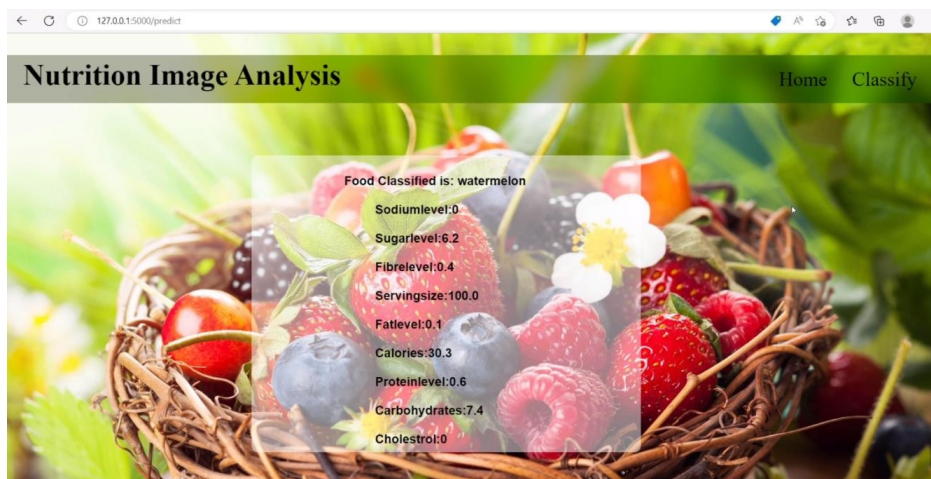 127.0.0.1:5000/predict
Nutrition Image Analysis
Home Classify
Food Classified is: watermelon
Sodiumlevel:0
Sugarlevel:6.2
Fibrelevel:0.4
Servingsize:100.0
Fatlevel:0.1
Calories:30.3
Proteinlevel:0.6
Carbohydrates:7.4
Cholestrol:0